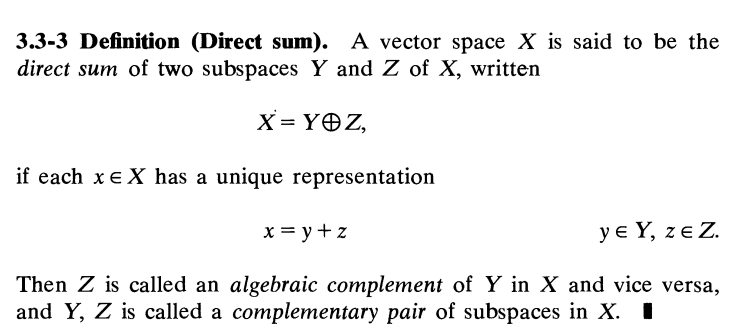 3.3-3 Definition (Direct sum). A vector space X is said to be the
direct sum of two subspaces Y and Z of X, written
X = Y⊕Z,
if each x ∈ X has a unique representation
x = y + z y ∈ Y, z ∈ Z.
Then Z is called an algebraic complement of Y in X and vice versa,
and Y, Z is called a complementary pair of subspaces in X. ∎